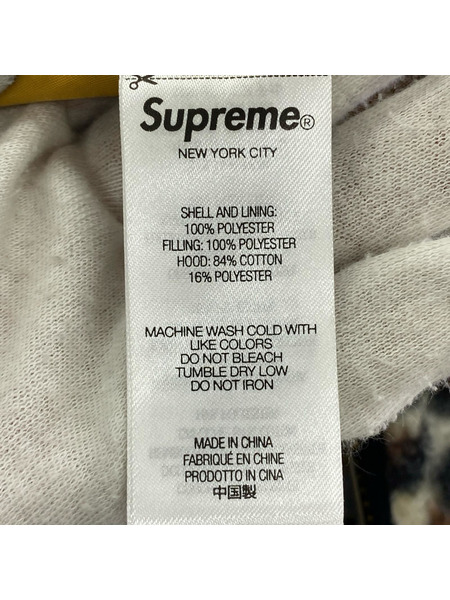 Supreme®
NEW YORK CITY
SHELL AND LINING:
100% POLYESTER
FILLING: 100% POLYESTER
HOOD: 84% COTTON
16% POLYESTER
MACHINE WASH COLD WITH
LIKE COLORS
DO NOT BLEACH
TUMBLE DRY LOW
DO NOT IRON
MADE IN CHINA
FABRIQUÉ EN CHINE
PRODOTTO IN CINA
中国製